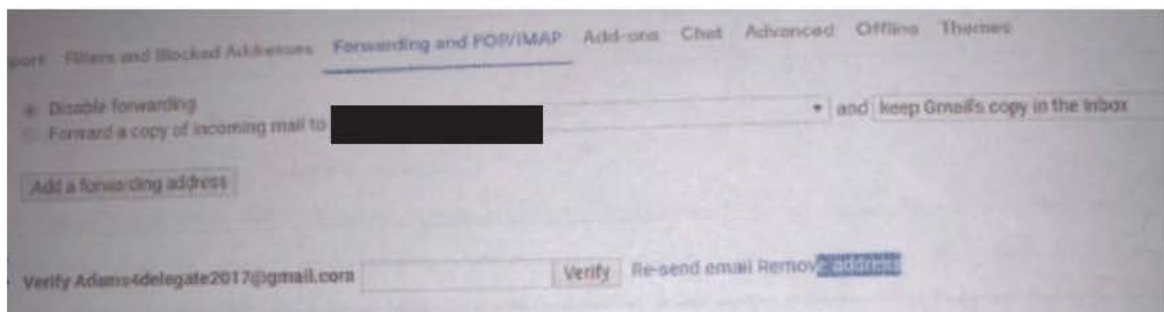 port Filters and Blocked Addresses Forwarding and POP/IMAP Add-ons Chat Advanced Offline Themes
Disable forwarding
Forward a copy of incoming mail to and keep Gmail's copy in the Inbox
Add a forwarding address
Verify Adams4delegate2017@gmail.com Verify Re-send email Remove address